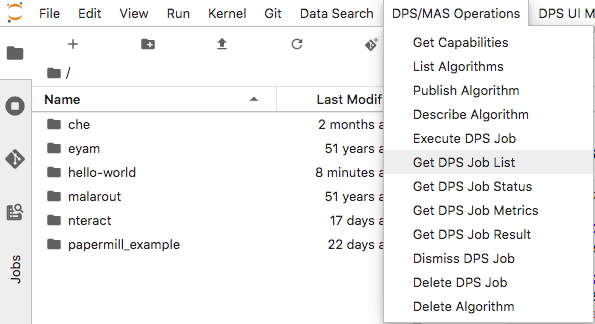 File Edit View Run Kernel Git Data Search DPS/MAS Operations DPS UI M
/
Name Last Modif
che 2 months a
eyam 51 years a
hello-world 8 minutes a
malarout 51 years a
nteract 17 days a
papermill_example 22 days a
Jobs
Get Capabilities
List Algorithms
Publish Algorithm
Describe Algorithm
Execute DPS Job
Get DPS Job List
Get DPS Job Status
Get DPS Job Metrics
Get DPS Job Result
Dismiss DPS Job
Delete DPS Job
Delete Algorithm